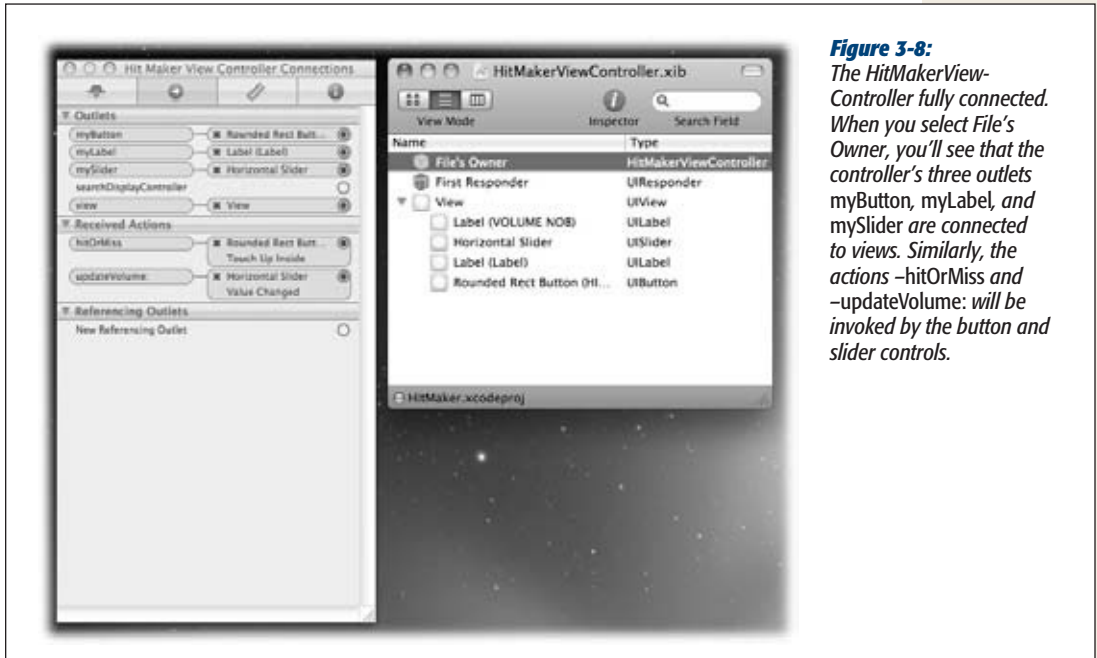 Hit Maker View Controller Connections
Outlets
myButton Rounded Rect Butt...
myLabel Label (Label)
mySlider Horizontal Slider
searchDisplayController
view View
Received Actions
hitOrMiss Rounded Rect Butt...
Touch Up Inside
updateVolume: Horizontal Slider
Value Changed
Referencing Outlets
New Referencing Outlet
HitMakerViewController.xib
View Mode Inspector Search Field
Name Type
File's Owner HitMakerViewController
First Responder UIResponder
View UIView
Label (VOLUME NOB) UILabel
Horizontal Slider UISlider
Label (Label) UILabel
Rounded Rect Button (HI... UIButton
HitMaker.xcodeproj
Figure 3-8:
The HitMakerView-
Controller fully connected.
When you select File's
Owner, you'll see that the
controller's three outlets
myButton, myLabel, and
mySlider are connected
to views. Similarly, the
actions –hitOrMiss and
–updateVolume: will be
invoked by the button and
slider controls.